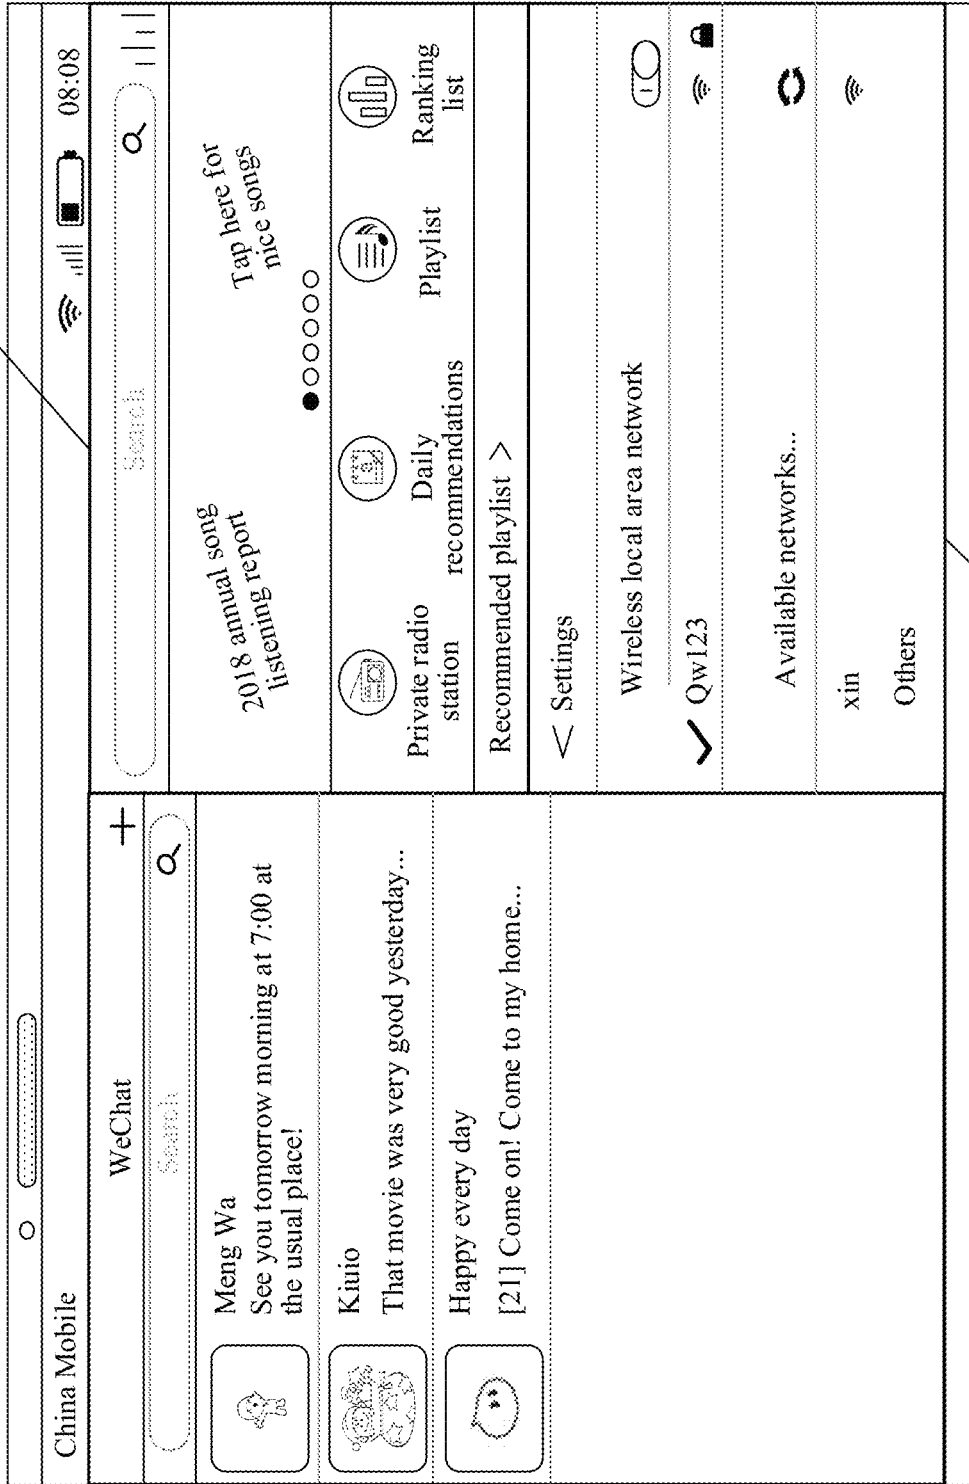 China Mobile
08:08
WeChat
Search
Meng Wa
See you tomorrow morning at 7:00 at
the usual place!
Kiuio
That movie was very good yesterday...
Happy every day
[21] Come on! Come to my home...
Search
2018 annual song
listening report
Tap here for
nice songs
Private radio
station
Daily
recommendations
Playlist
Ranking
list
Recommended playlist >
< Settings
Wireless local area network
Qw123
Available networks...
xin
Others